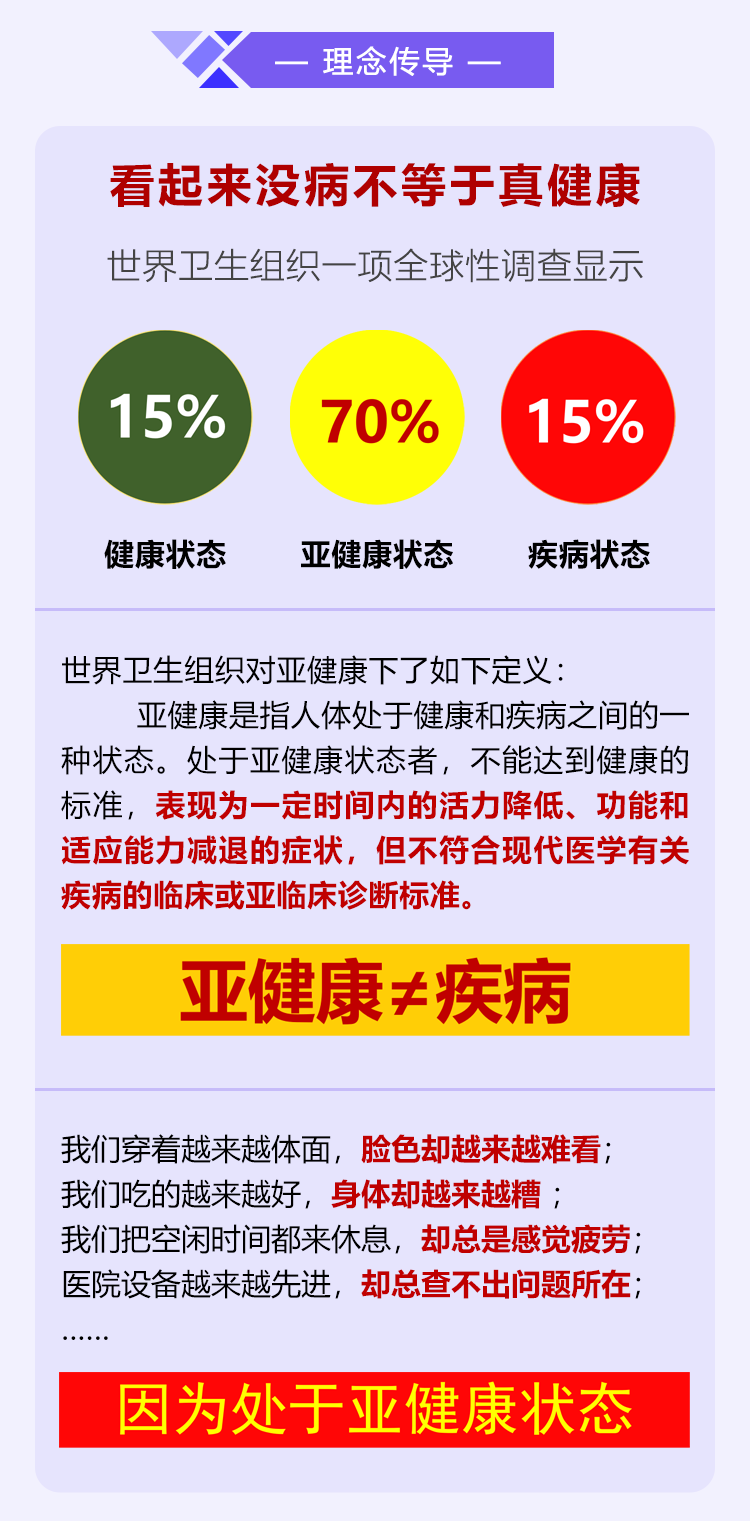 — 理念传导 —
看起来没病不等于真健康
世界卫生组织一项全球性调查显示
15% 70% 15%
健康状态 亚健康状态 疾病状态
世界卫生组织对亚健康下了如下定义：
亚健康是指人体处于健康和疾病之间的一
种状态。处于亚健康状态者，不能达到健康的
标准，表现为一定时间内的活力降低、功能和
适应能力减退的症状，但不符合现代医学有关
疾病的临床或亚临床诊断标准。
亚健康≠疾病
我们穿着越来越体面，脸色却越来越难看；
我们吃的越来越好，身体却越来越糟；
我们把空闲时间都来休息，却总是感觉疲劳；
医院设备越来越先进，却总查不出问题所在；
......
因为处于亚健康状态